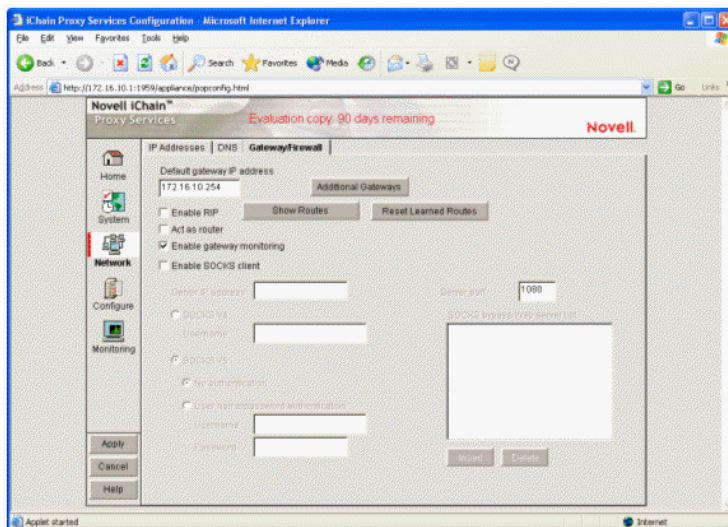 iChain Proxy Services Configuration - Microsoft Internet Explorer
File Edit View Favorites Tools Help
Back Search Favorites Media
Address http://172.16.10.1:1959/appliance/popconfig.html Go Links
Novell iChain™
Proxy Services
Evaluation copy. 90 days remaining
Novell.
IP Addresses DNS Gateway/Firewall
Home
System
Network
Configure
Monitoring
Apply
Cancel
Help
Default gateway IP address
172.16.10.254 Additional Gateways
Enable RIP Show Routes Reset Learned Routes
Act as router
Enable gateway monitoring
Enable SOCKS client
Server IP address Server port 1080
SOCKS V4 SOCKS bypass Web server list
Username
SOCKS V5
No authentication
User name/password authentication
Username
Password
Insert Delete
Applet started Internet